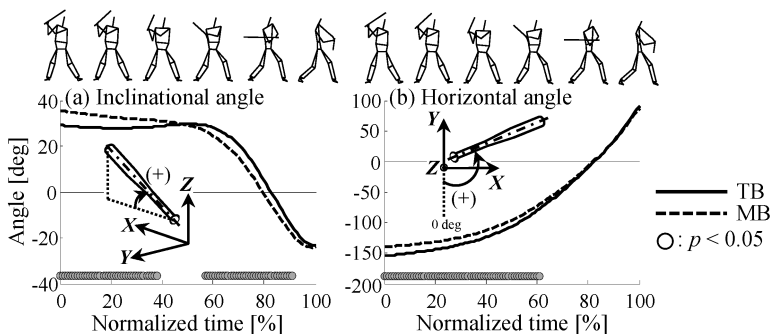 (a) Inclinational angle
(b) Horizontal angle
Angle [deg]
40
20
0
-20
-40
(+)
Z
X
Y
0
20
40
60
80
100
Normalized time [%]
100
50
0
-50
-100
-150
-200
Y
Z
X
(+)
0 deg
0
20
40
60
80
100
Normalized time [%]
TB
MB
: p < 0.05